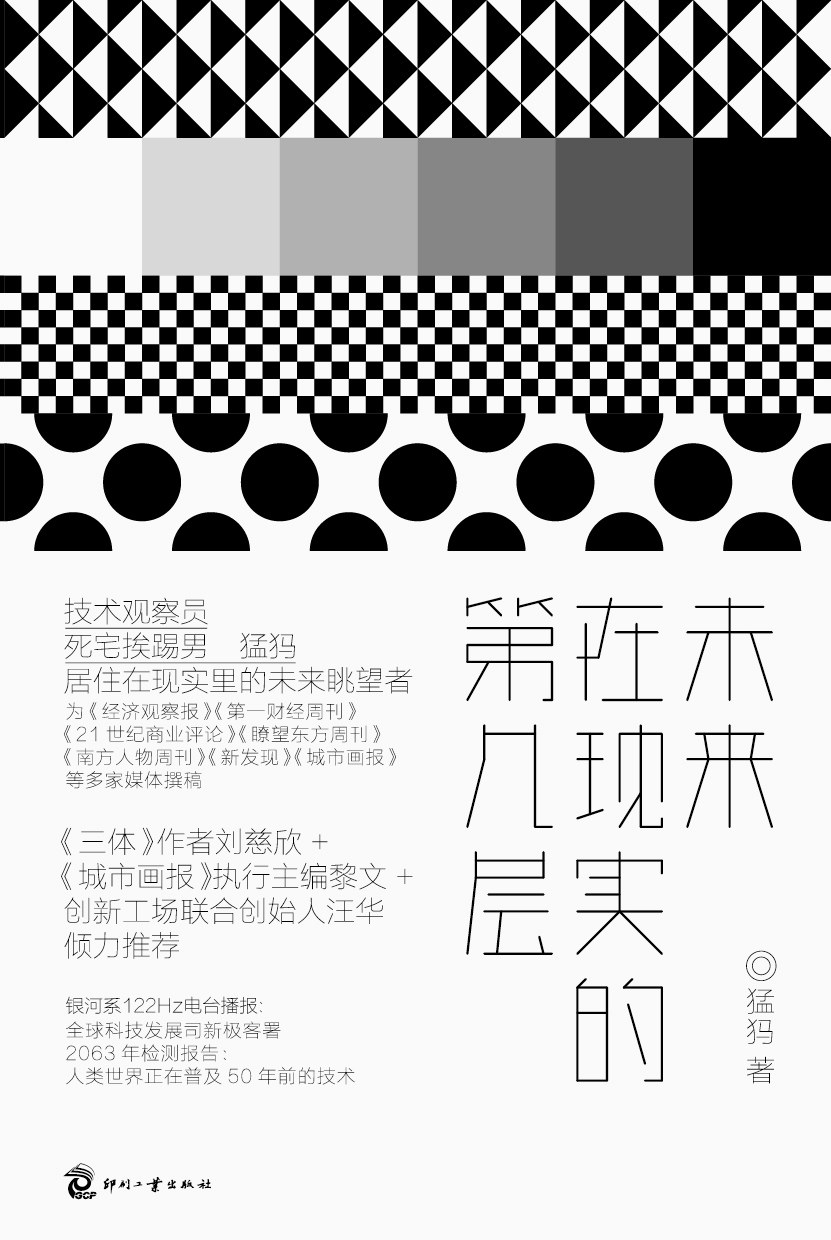 未来
在现实的
第几层
◎猛犸 著
技术观察员
死宅挨踢男　猛犸
居住在现实里的未来眺望者
为《经济观察报》《第一财经周刊》
《21世纪商业评论》《瞭望东方周刊》
《南方人物周刊》《新发现》《城市画报》
等多家媒体撰稿
《三体》作者刘慈欣 +
《城市画报》执行主编黎文 +
创新工场联合创始人汪华
倾力推荐
银河系122Hz电台播报：
全球科技发展司新极客署
2063 年检测报告：
人类世界正在普及 50 年前的技术
GCP 印刷工業出版社